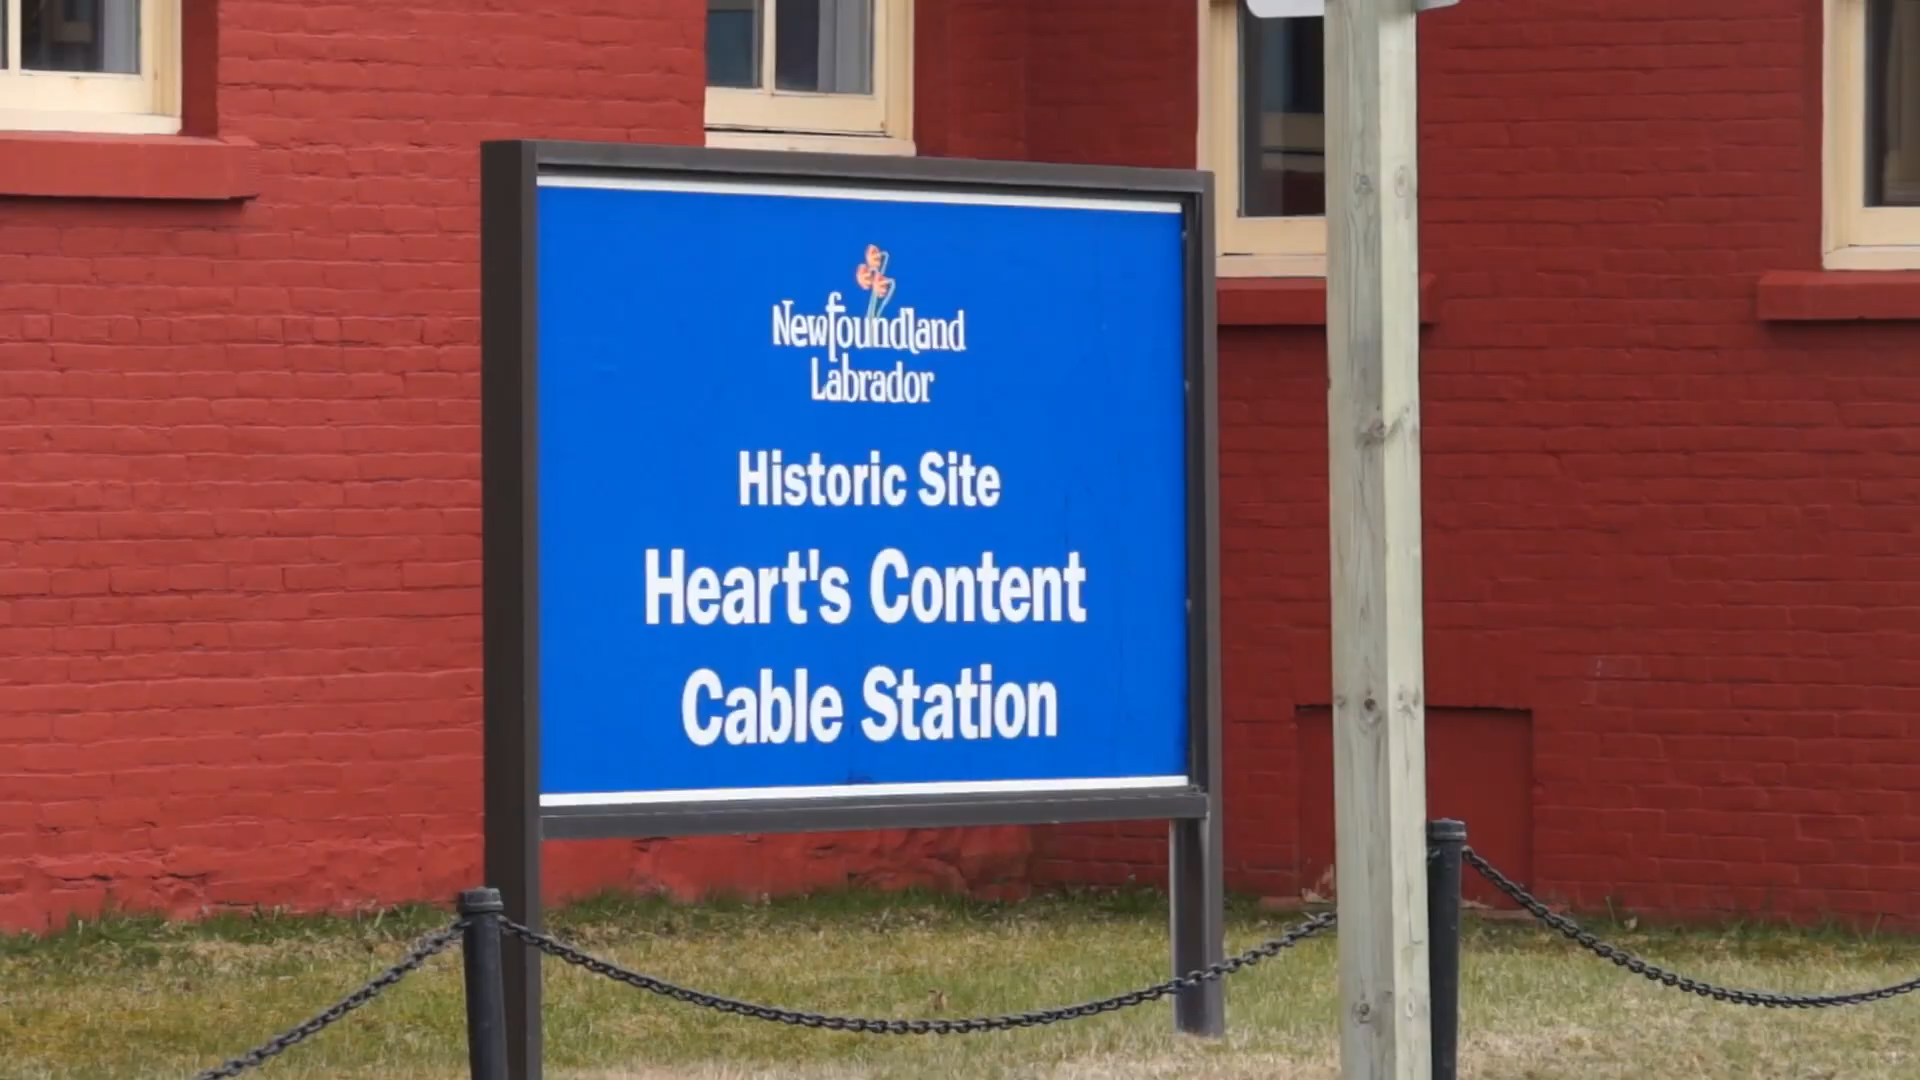 Newfoundland
Labrador
Historic Site
Heart's Content
Cable Station